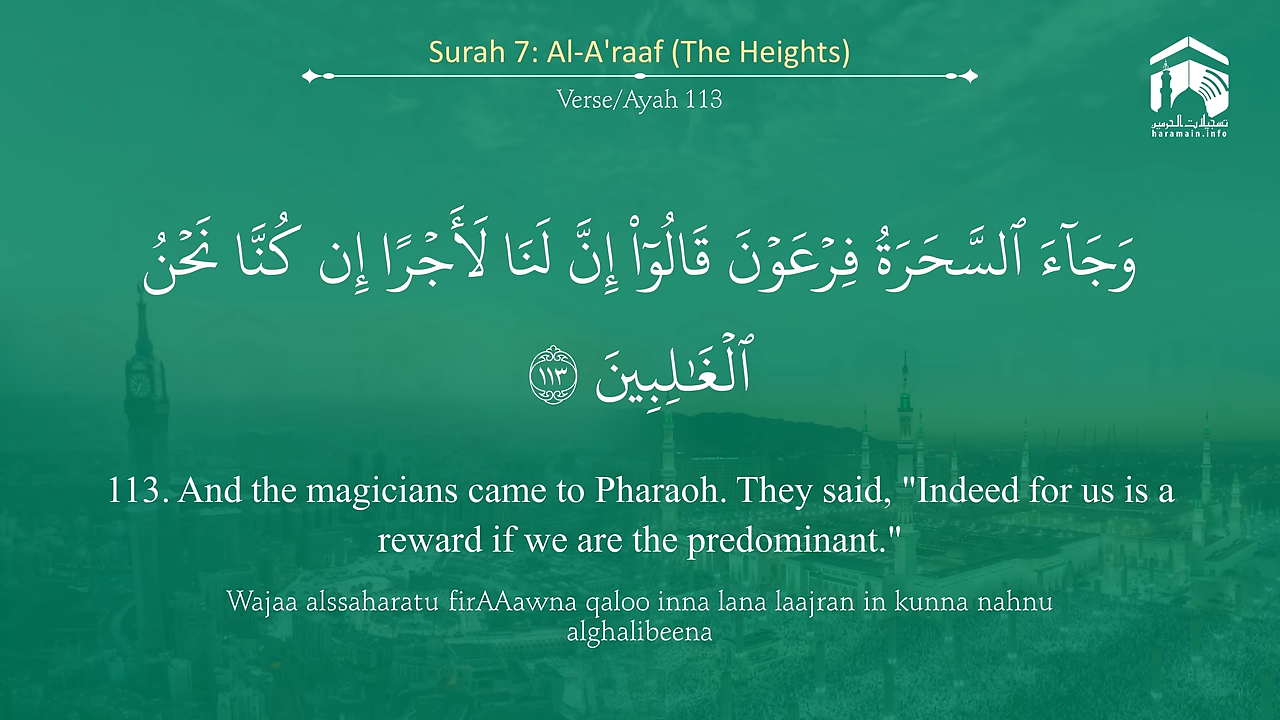 Surah 7: Al-A'raaf (The Heights)
Verse/Ayah 113
تسجيلات الحرمين
haramain.info
وَجَآءَ ٱلسَّحَرَةُ فِرْعَوْنَ قَالُوٓا۟ إِنَّ لَنَا لَأَجْرًا إِن كُنَّا نَحْنُ
ٱلْغَـٰلِبِينَ ١١٣
113. And the magicians came to Pharaoh. They said, "Indeed for us is a
reward if we are the predominant."
Wajaa alssaharatu firAAawna qaloo inna lana laajran in kunna nahnu
alghalibeena